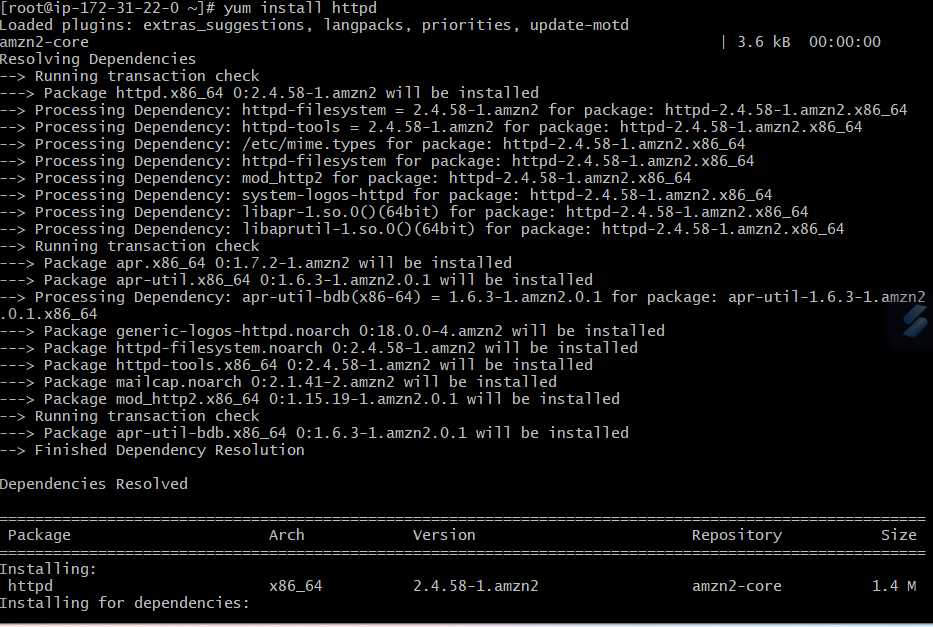 [root@ip-172-31-22-0 ~]# yum install httpd
Loaded plugins: extras_suggestions, langpacks, priorities, update-motd
amzn2-core                                                                      | 3.6 kB  00:00:00
Resolving Dependencies
--> Running transaction check
---> Package httpd.x86_64 0:2.4.58-1.amzn2 will be installed
--> Processing Dependency: httpd-filesystem = 2.4.58-1.amzn2 for package: httpd-2.4.58-1.amzn2.x86_64
--> Processing Dependency: httpd-tools = 2.4.58-1.amzn2 for package: httpd-2.4.58-1.amzn2.x86_64
--> Processing Dependency: /etc/mime.types for package: httpd-2.4.58-1.amzn2.x86_64
--> Processing Dependency: httpd-filesystem for package: httpd-2.4.58-1.amzn2.x86_64
--> Processing Dependency: mod_http2 for package: httpd-2.4.58-1.amzn2.x86_64
--> Processing Dependency: system-logos-httpd for package: httpd-2.4.58-1.amzn2.x86_64
--> Processing Dependency: libapr-1.so.0()(64bit) for package: httpd-2.4.58-1.amzn2.x86_64
--> Processing Dependency: libaprutil-1.so.0()(64bit) for package: httpd-2.4.58-1.amzn2.x86_64
--> Running transaction check
---> Package apr.x86_64 0:1.7.2-1.amzn2 will be installed
---> Package apr-util.x86_64 0:1.6.3-1.amzn2.0.1 will be installed
--> Processing Dependency: apr-util-bdb(x86-64) = 1.6.3-1.amzn2.0.1 for package: apr-util-1.6.3-1.amzn2
.0.1.x86_64
---> Package generic-logos-httpd.noarch 0:18.0.0-4.amzn2 will be installed
---> Package httpd-filesystem.noarch 0:2.4.58-1.amzn2 will be installed
---> Package httpd-tools.x86_64 0:2.4.58-1.amzn2 will be installed
---> Package mailcap.noarch 0:2.1.41-2.amzn2 will be installed
---> Package mod_http2.x86_64 0:1.15.19-1.amzn2.0.1 will be installed
--> Running transaction check
---> Package apr-util-bdb.x86_64 0:1.6.3-1.amzn2.0.1 will be installed
--> Finished Dependency Resolution
Dependencies Resolved
=======================================================================================================
 Package                      Arch            Version                        Repository           Size
=======================================================================================================
Installing:
 httpd                        x86_64          2.4.58-1.amzn2                 amzn2-core          1.4 M
Installing for dependencies: